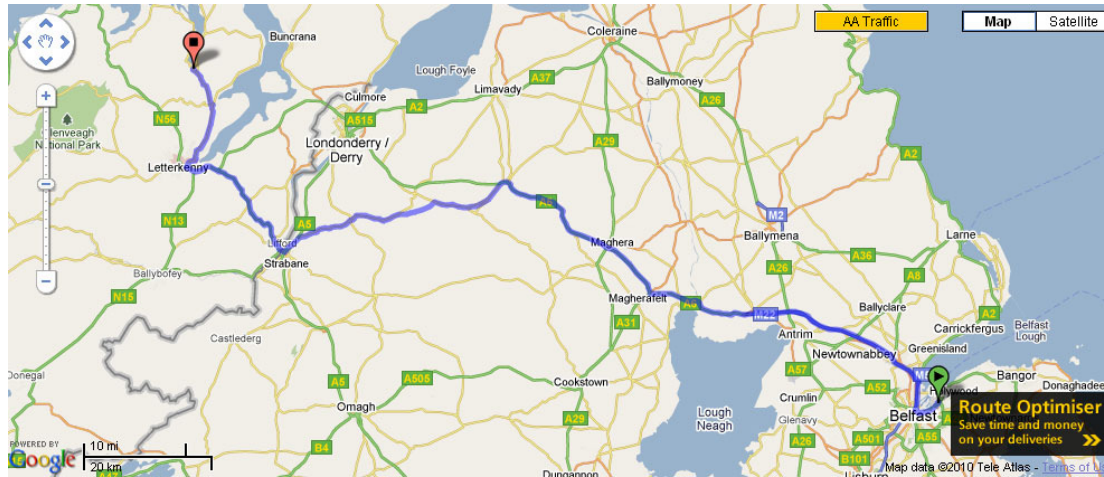 AA Traffic
Map
Satellite
Buncrana
Coleraine
Lough Foyle
Ballymoney
A37
Limavady
Culmore
A2
A26
N56
A515
lenveagh
National Park
Londonderry /
Derry
A29
A2
Letterkenny
A6
M2
N13
A5
Ballymena
Larne
Lifford
Maghera
A36
Strabane
A26
A8
Ballybofey
Magherafelt
Ballyclare
N15
A6
M22
A2
Carrickfergus
A31
Antrim
Belfast
Lough
Castlederg
Newtownabbey
Greenisland
Donegal
A5
A505
Cookstown
A57
A52
Bangor
Donaghadee
Crumlin
Holywood
Omagh
Lough
Neagh
Glenavy
Belfast
Route Optimiser
Save time and money
on your deliveries
A29
A26
A501
A55
B4
B101
POWERED BY
Google
10 mi
20 km
Dungannon
Lisburn
Map data ©2010 Tele Atlas - Terms of Us